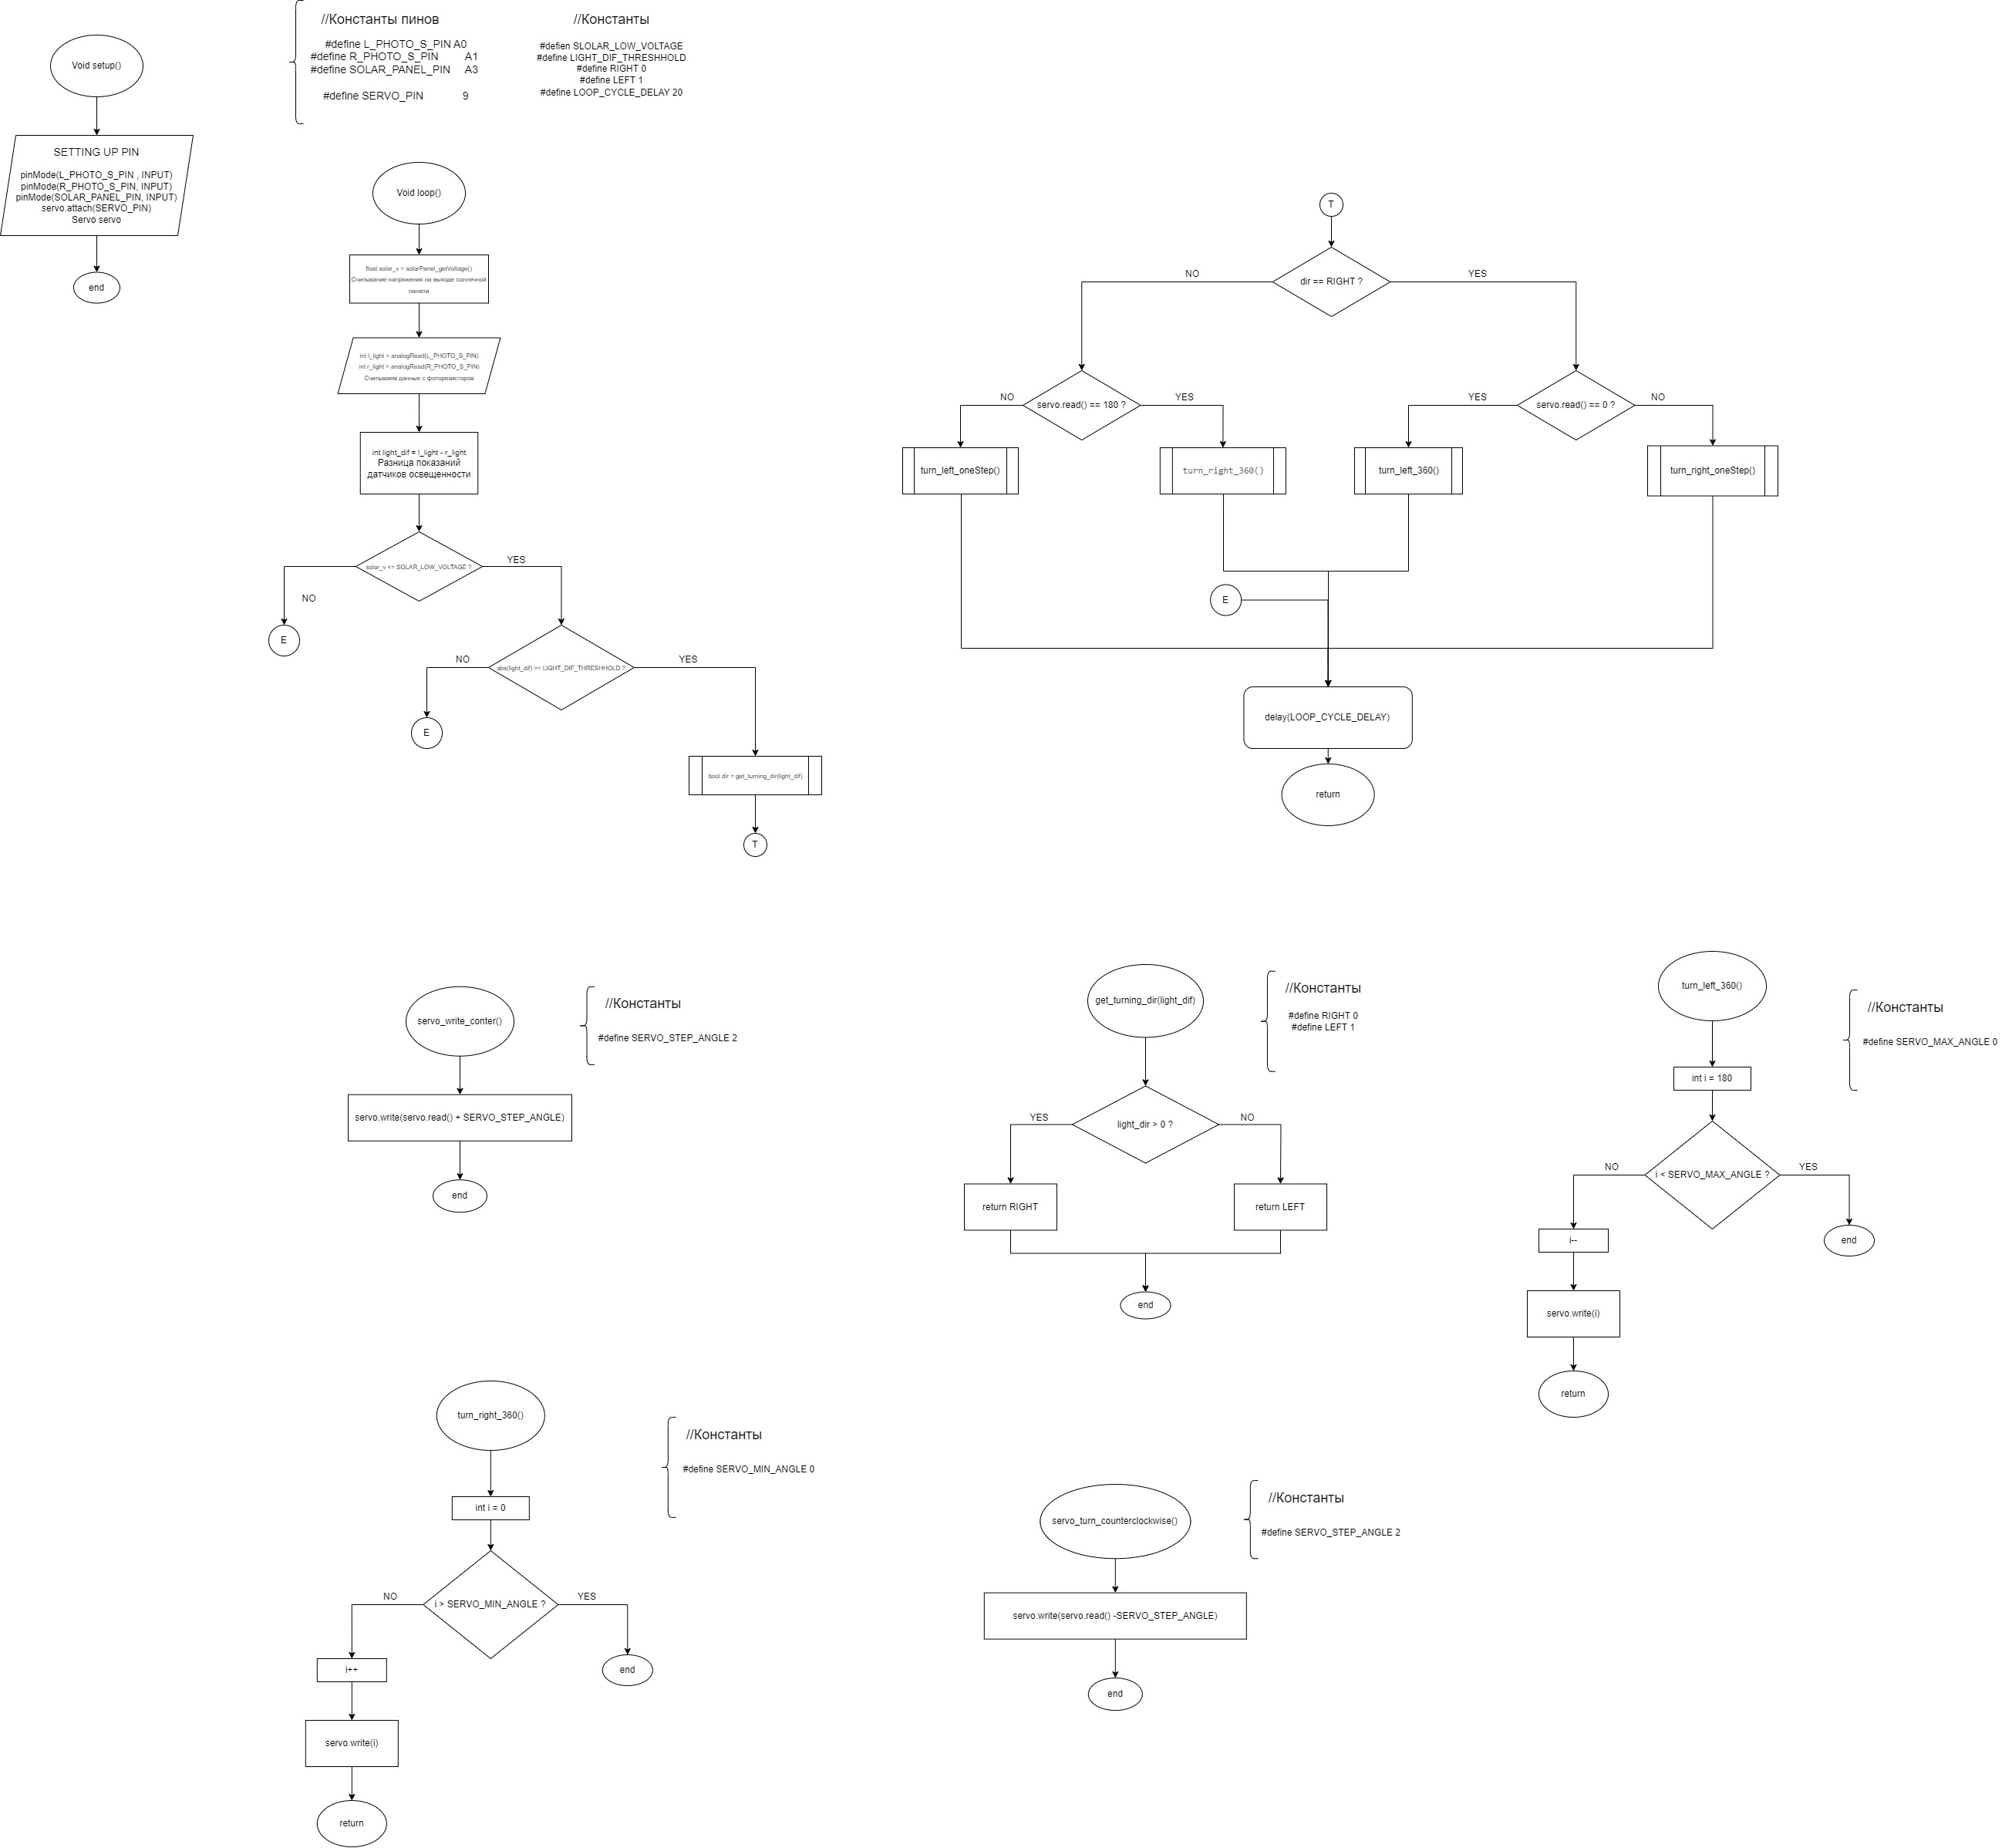 Void setup()
SETTING UP PIN
pinMode(L_PHOTO_S_PIN , INPUT)
pinMode(R_PHOTO_S_PIN, INPUT)
pinMode(SOLAR_PANEL_PIN, INPUT)
servo.attach(SERVO_PIN)
Servo servo
end
//Константы пинов
#define L_PHOTO_S_PIN A0
#define R_PHOTO_S_PIN A1
#define SOLAR_PANEL_PIN A3
#define SERVO_PIN 9
//Константы
#defien SLOLAR_LOW_VOLTAGE
#define LIGHT_DIF_THRESHHOLD
#define RIGHT 0
#define LEFT 1
#define LOOP_CYCLE_DELAY 20
Void loop()
float solar_v = solarPanel_getVoltage()
Считывание напряжения на выходе солнечной
панели
int l_light = analogRead(L_PHOTO_S_PIN)
int r_light = analogRead(R_PHOTO_S_PIN)
Считываем данные с фоторезисторов
int light_dif = l_light - r_light
Разница показаний
датчиков освещенности
solar_v <= SOLAR_LOW_VOLTAGE ?
YES
NO
E
abs(light_dif) >= LIGHT_DIF_THRESHHOLD ?
NO
YES
E
bool dir = get_turning_dir(light_dif)
T
T
dir == RIGHT ?
NO
YES
servo.read() == 180 ?
NO
YES
servo.read() == 0 ?
YES
NO
turn_left_oneStep()
turn_right_360()
turn_left_360()
turn_right_oneStep()
E
delay(LOOP_CYCLE_DELAY)
return
servo_write_conter()
//Константы
#define SERVO_STEP_ANGLE 2
servo.write(servo.read() + SERVO_STEP_ANGLE)
end
get_turning_dir(light_dif)
//Константы
#define RIGHT 0
#define LEFT 1
light_dir > 0 ?
YES
NO
return RIGHT
return LEFT
end
turn_left_360()
//Константы
#define SERVO_MAX_ANGLE 0
int i = 180
i < SERVO_MAX_ANGLE ?
NO
YES
i--
end
servo.write(i)
return
turn_right_360()
//Константы
#define SERVO_MIN_ANGLE 0
int i = 0
i > SERVO_MIN_ANGLE ?
NO
YES
i++
end
servo.write(i)
return
servo_turn_counterclockwise()
//Константы
#define SERVO_STEP_ANGLE 2
servo.write(servo.read() -SERVO_STEP_ANGLE)
end